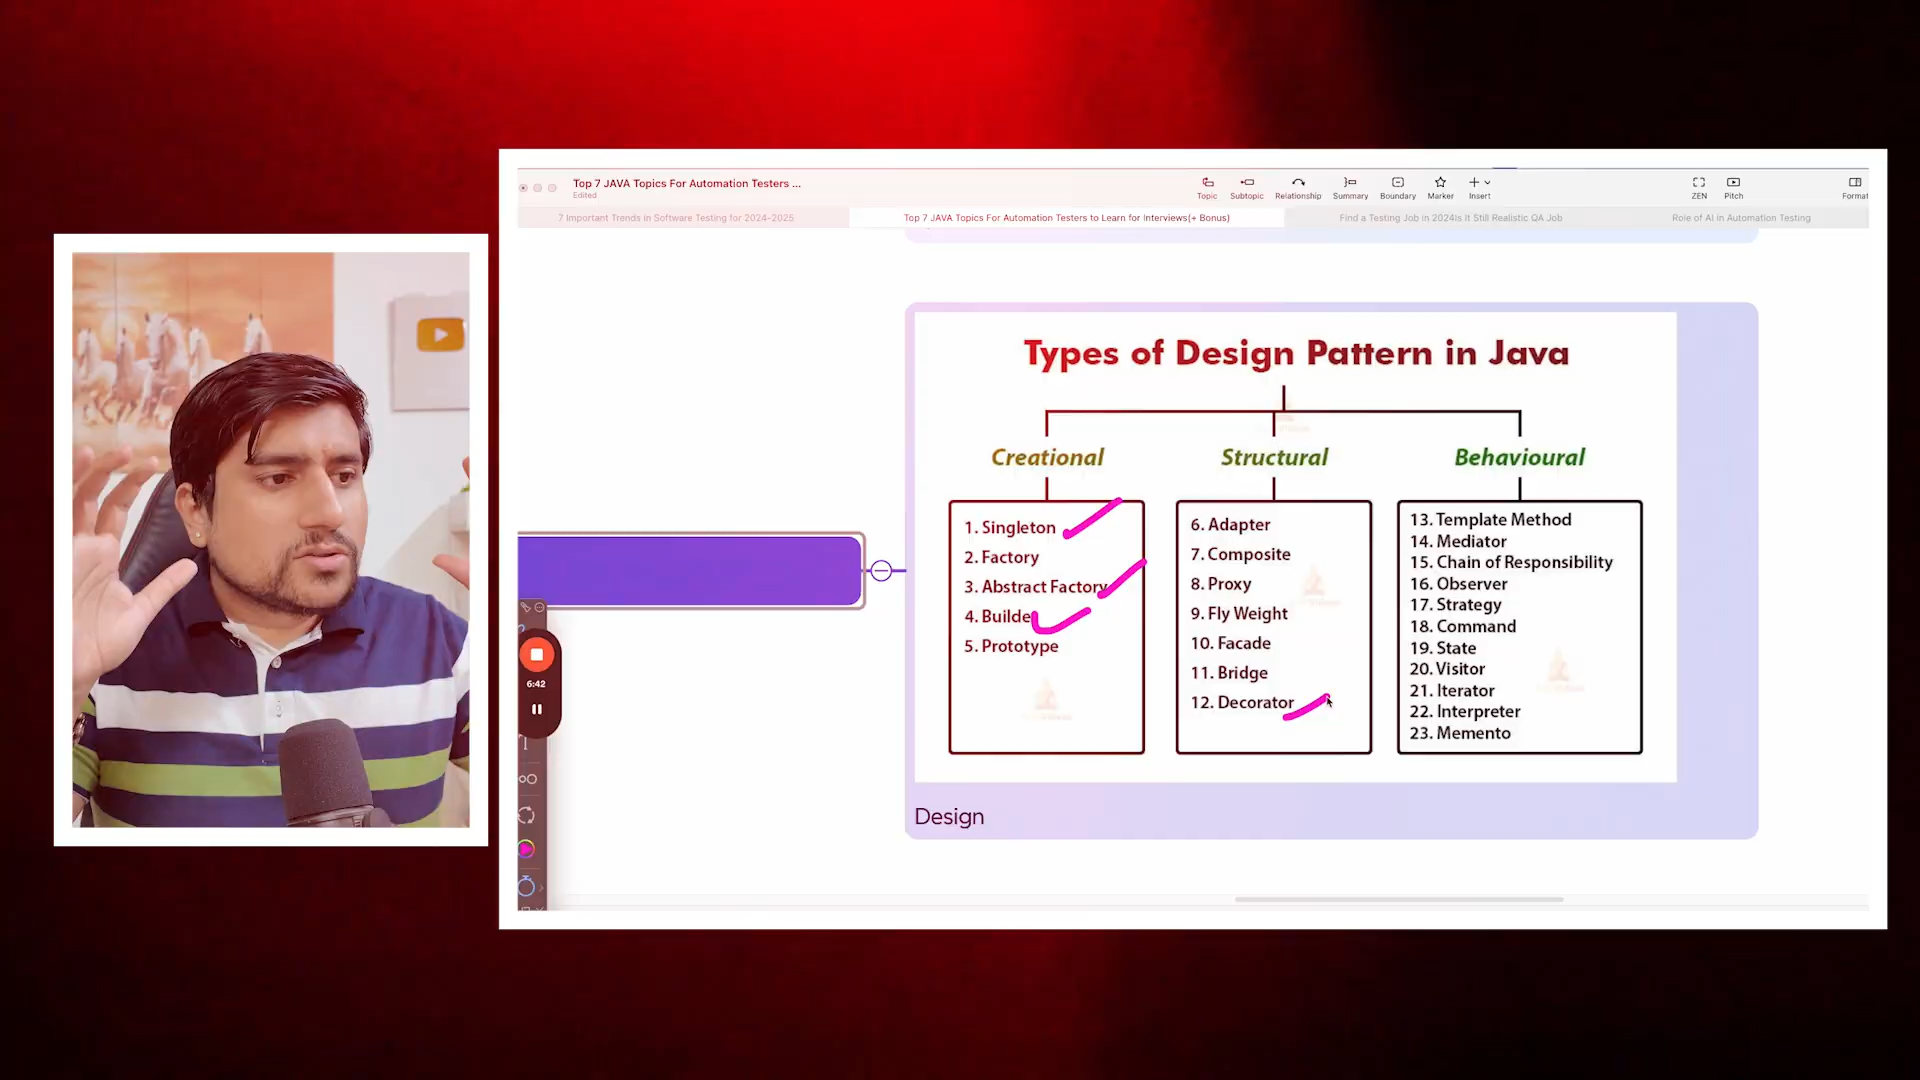 Top 7 JAVA Topics For Automation Testers ...
Edited
Topic
Subtopic
Relationship
Summary
Boundary
Marker
Insert
ZEN
Pitch
Format
7 Important Trends in Software Testing for 2024-2025
Top 7 JAVA Topics For Automation Testers to Learn for Interviews(+ Bonus)
Find a Testing Job in 2024Is It Still Realistic QA Job
Role of AI in Automation Testing
Types of Design Pattern in Java
Creational
1. Singleton
2. Factory
3. Abstract Factory
4. Builde
5. Prototype
Structural
6. Adapter
7. Composite
8. Proxy
9. Fly Weight
10. Facade
11. Bridge
12. Decorator
Behavioural
13. Template Method
14. Mediator
15. Chain of Responsibility
16. Observer
17. Strategy
18. Command
19. State
20. Visitor
21. Iterator
22. Interpreter
23. Memento
Design
6:42